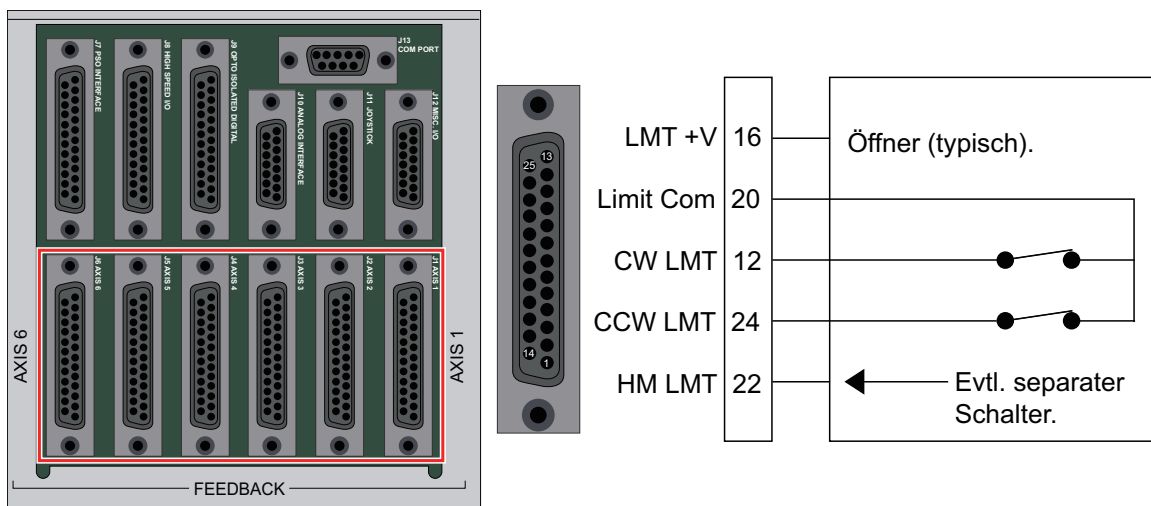 J7 PSO INTERFACE
J8 HIGH SPEED I/O
J9 OPTO ISOLATED DIGITAL
J13
COM PORT
J10 ANALOG INTERFACE
J11 JOYSTICK
J12 MISC. I/O
J6 AXIS 6
J5 AXIS 5
J4 AXIS 4
J3 AXIS 3
J2 AXIS 2
J1 AXIS 1
AXIS 6
AXIS 1
FEEDBACK
13
25
14
1
LMT +V 16
Öffner (typisch).
Limit Com 20
CW LMT 12
CCW LMT 24
HM LMT 22
Evtl. separater
Schalter.